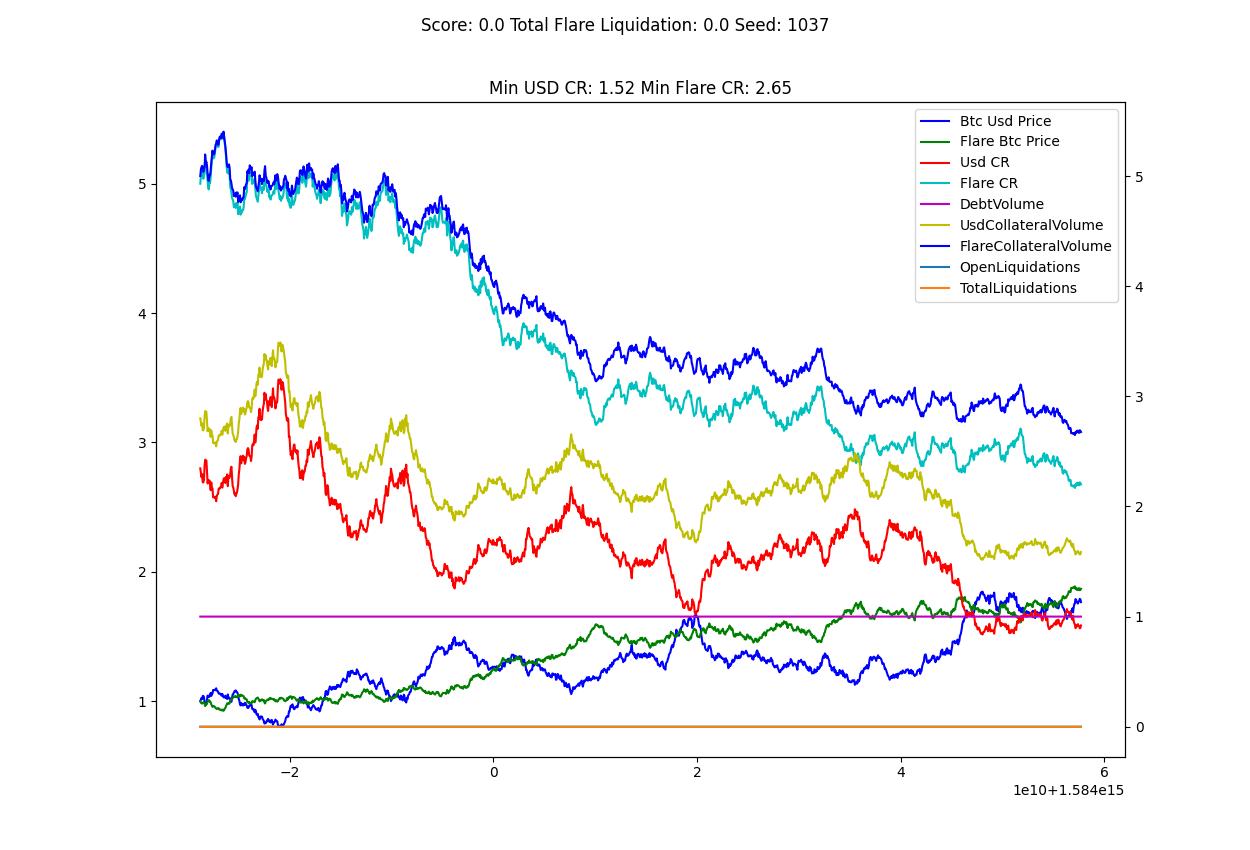 Score: 0.0 Total Flare Liquidation: 0.0 Seed: 1037
Min USD CR: 1.52 Min Flare CR: 2.65
Btc Usd Price
Flare Btc Price
Usd CR
Flare CR
DebtVolume
UsdCollateralVolume
FlareCollateralVolume
OpenLiquidations
TotalLiquidations
5
4
3
2
1
5
4
3
2
1
0
−2
0
2
4
6
1e10+1.584e15